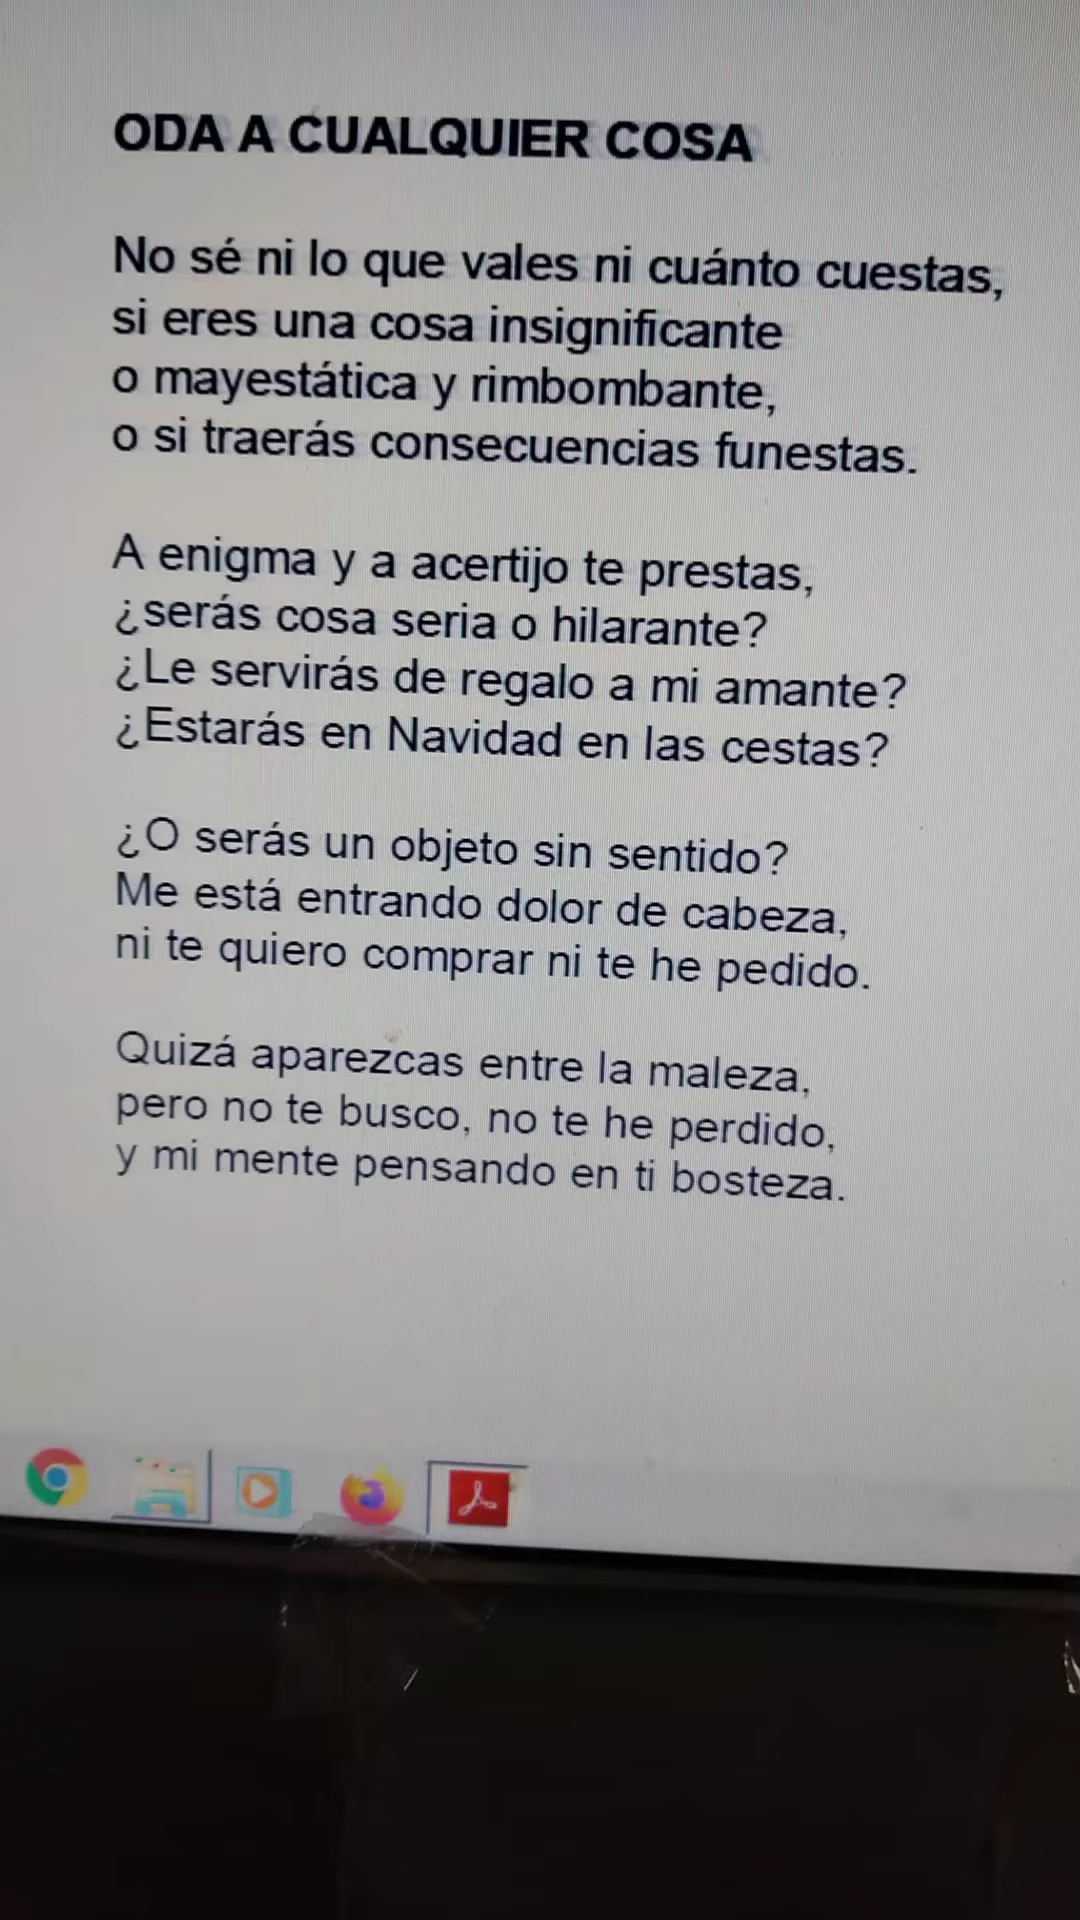 ODA A CUALQUIER COSA
No sé ni lo que vales ni cuánto cuestas,
si eres una cosa insignificante
o mayestática y rimbombante,
o si traerás consecuencias funestas.
A enigma y a acertijo te prestas,
¿serás cosa seria o hilarante?
¿Le servirás de regalo a mi amante?
¿Estarás en Navidad en las cestas?
¿O serás un objeto sin sentido?
Me está entrando dolor de cabeza,
ni te quiero comprar ni te he pedido.
Quizá aparezcas entre la maleza,
pero no te busco, no te he perdido,
y mi mente pensando en ti bosteza.